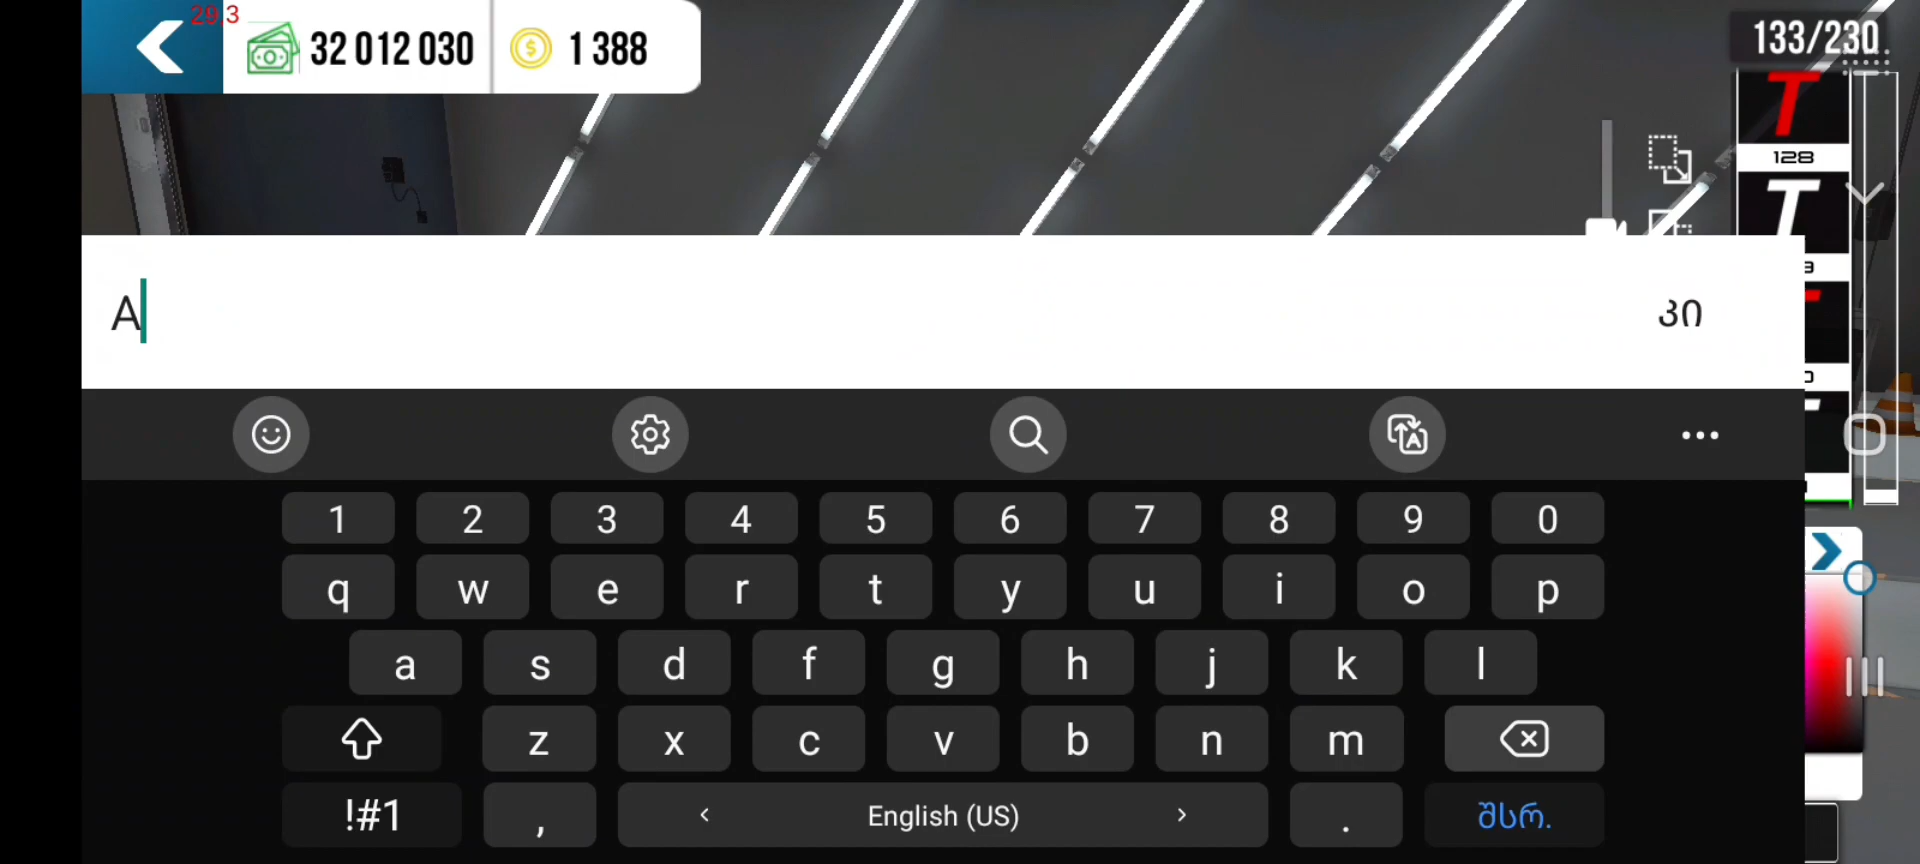 29.3
32 012 030
1 388
133/230
T
128
T
A
კი
1 2 3 4 5 6 7 8 9 0
q w e r t y u i o p
a s d f g h j k l
z x c v b n m
!#1 , < English (US) > . შსრ.